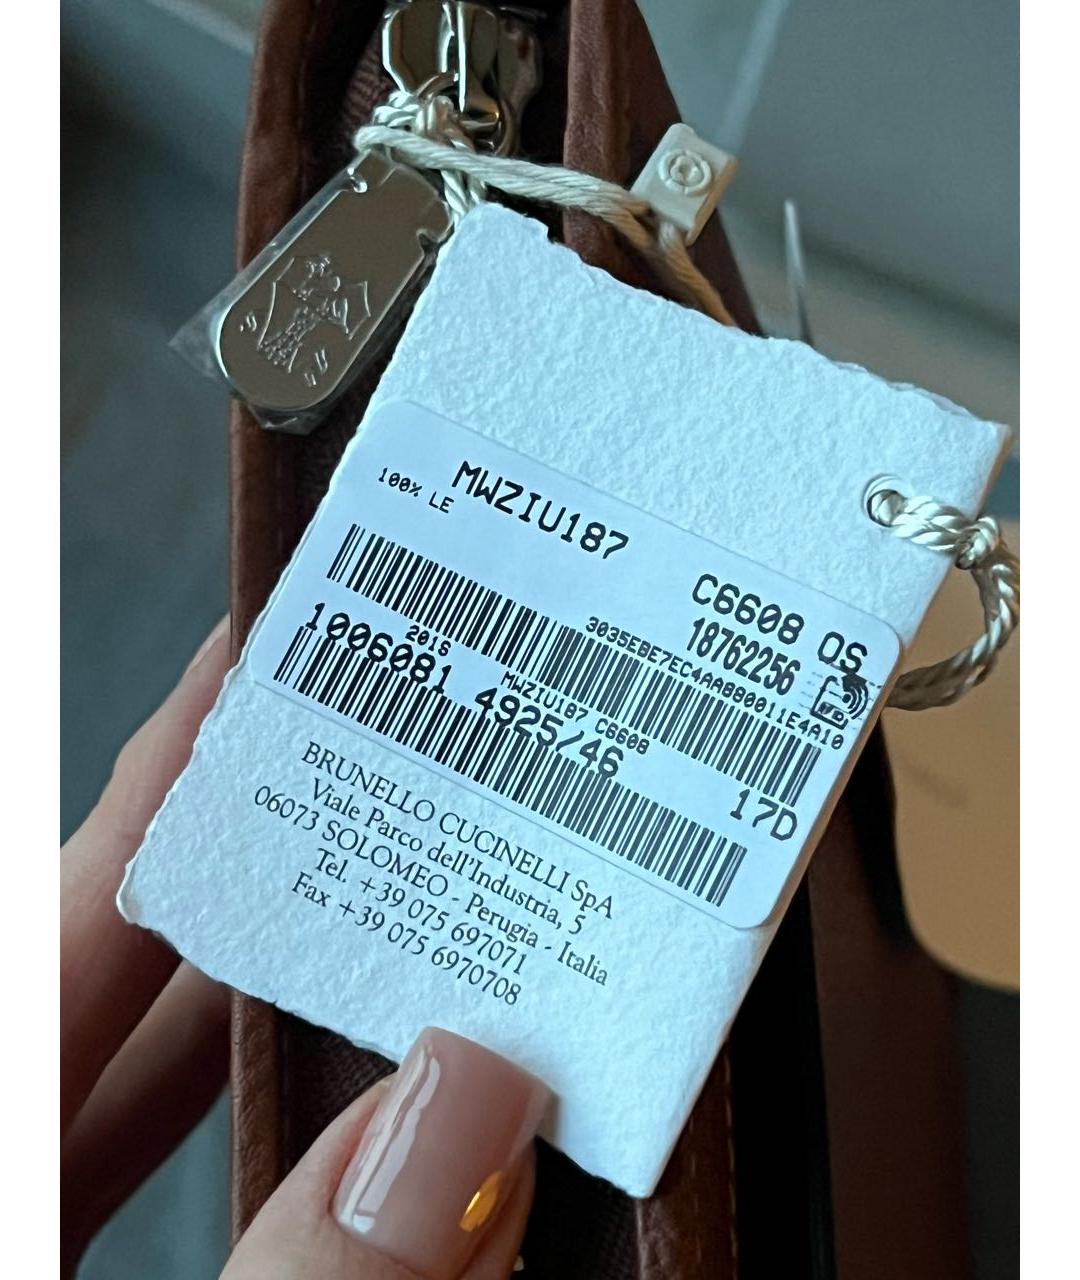 MWZIU187
100% LE
C6608 OS
18762256
3035EBE7EC4AA880011E4A10
2016
1006081 4925/46
MWZIU187 C6608
17D
BRUNELLO CUCINELLI SpA
Viale Parco dell'Industria, 5
06073 SOLOMEO - Perugia - Italia
Tel. +39 075 697071
Fax +39 075 6970708